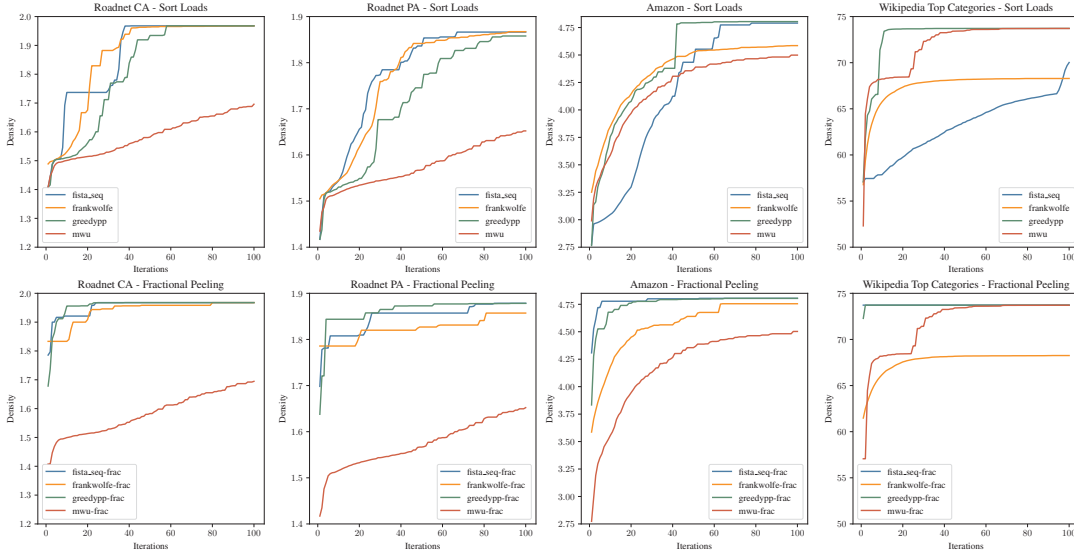 Roadnet CA - Sort Loads
2.0
1.9
1.8
1.7
1.6
1.5
1.4
1.3
1.2
Density
0 20 40 60 80 100
Iterations
fista_seq
frankwolfe
greedypp
mwu
Roadnet PA - Sort Loads
1.9
1.8
1.7
1.6
1.5
1.4
Density
0 20 40 60 80 100
Iterations
fista_seq
frankwolfe
greedypp
mwu
Amazon - Sort Loads
4.75
4.50
4.25
4.00
3.75
3.50
3.25
3.00
2.75
Density
0 20 40 60 80 100
Iterations
fista_seq
frankwolfe
greedypp
mwu
Wikipedia Top Categories - Sort Loads
75
70
65
60
55
50
Density
0 20 40 60 80 100
Iterations
fista_seq
frankwolfe
greedypp
mwu
Roadnet CA - Fractional Peeling
2.0
1.9
1.8
1.7
1.6
1.5
1.4
1.3
1.2
Density
0 20 40 60 80 100
Iterations
fista_seq-frac
frankwolfe-frac
greedypp-frac
mwu-frac
Roadnet PA - Fractional Peeling
1.9
1.8
1.7
1.6
1.5
1.4
Density
0 20 40 60 80 100
Iterations
fista_seq-frac
frankwolfe-frac
greedypp-frac
mwu-frac
Amazon - Fractional Peeling
4.75
4.50
4.25
4.00
3.75
3.50
3.25
3.00
2.75
Density
0 20 40 60 80 100
Iterations
fista_seq-frac
frankwolfe-frac
greedypp-frac
mwu-frac
Wikipedia Top Categories - Fractional Peeling
75
70
65
60
55
50
Density
0 20 40 60 80 100
Iterations
fista_seq-frac
frankwolfe-frac
greedypp-frac
mwu-frac